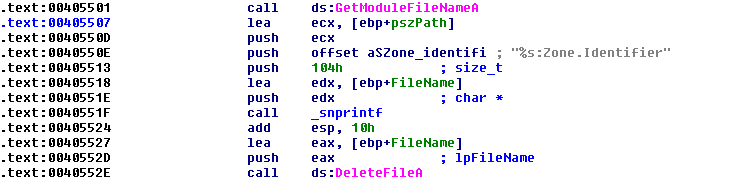 .text:00405501 call ds:GetModuleFileNameA
.text:00405507 lea ecx, [ebp+pszPath]
.text:0040550D push ecx
.text:0040550E push offset aSZone_identifi ; "%s:Zone.Identifier"
.text:00405513 push 104h ; size_t
.text:00405518 lea edx, [ebp+FileName]
.text:0040551E push edx ; char *
.text:0040551F call _snprintf
.text:00405524 add esp, 10h
.text:00405527 lea eax, [ebp+FileName]
.text:0040552D push eax ; lpFileName
.text:0040552E call ds:DeleteFileA